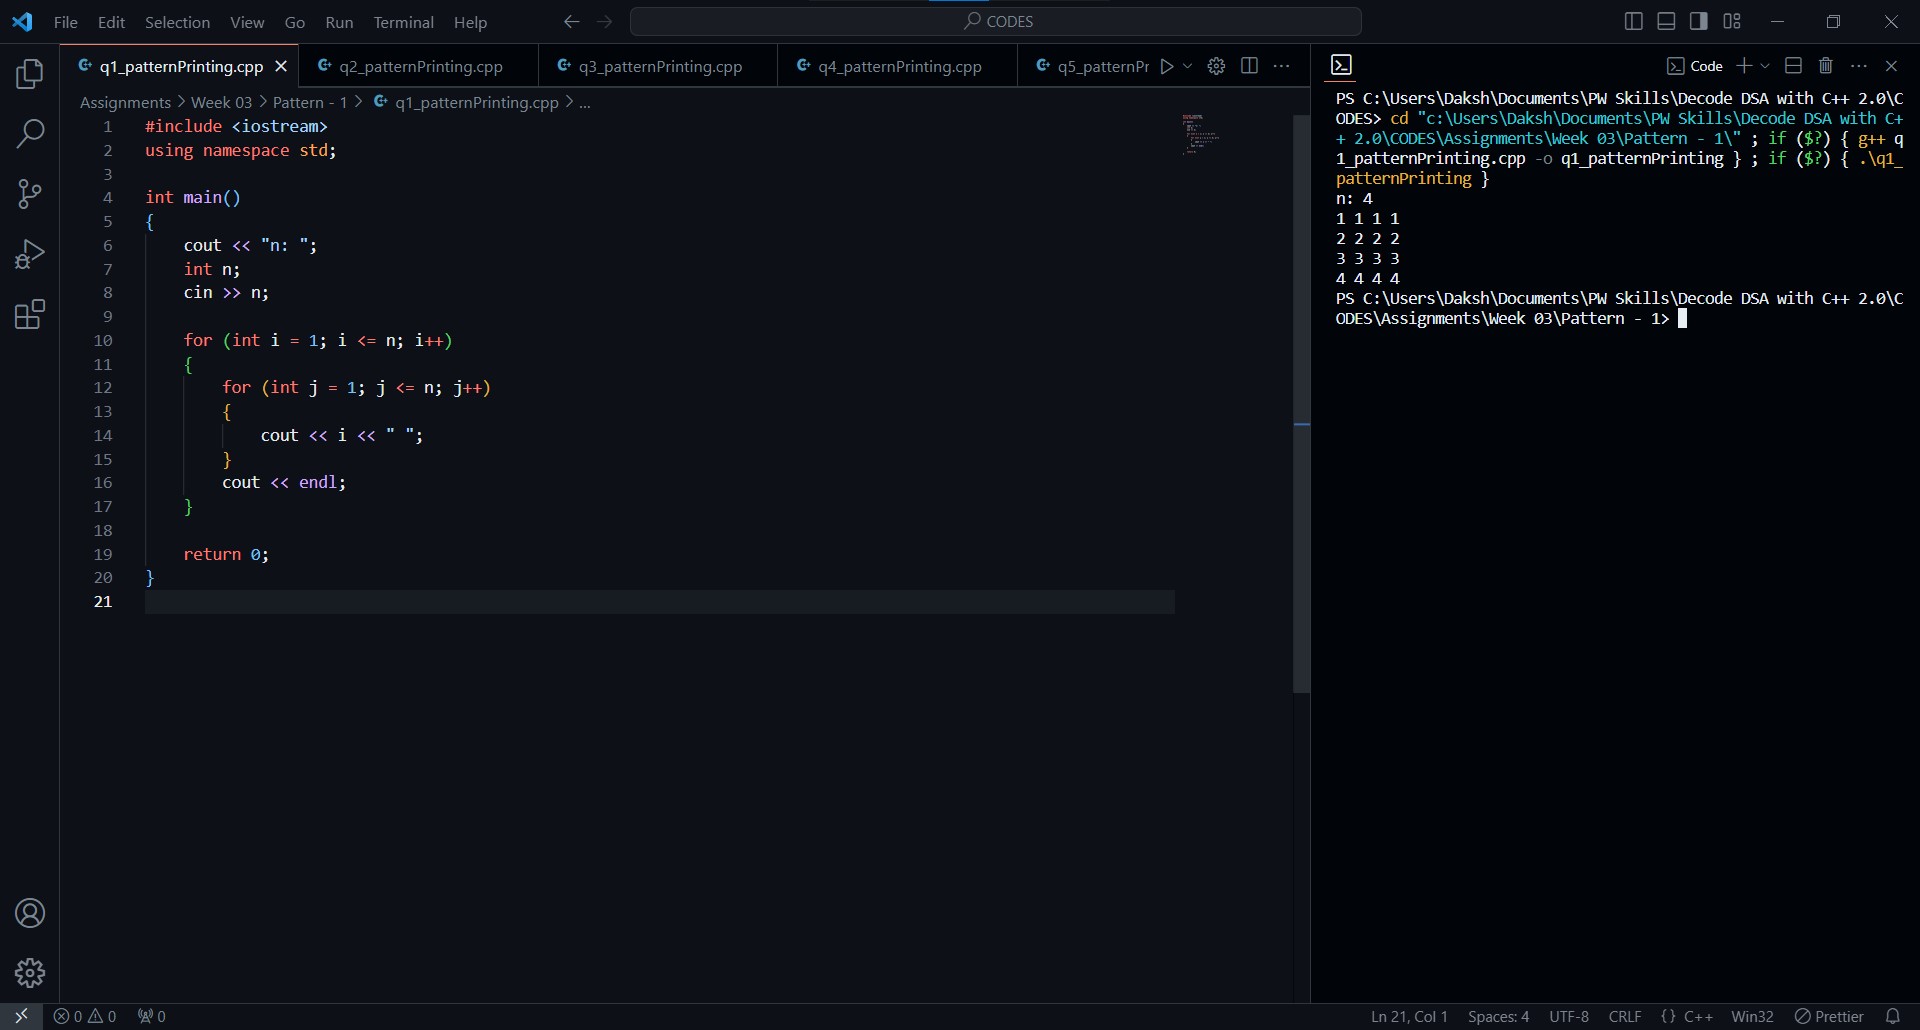 File Edit Selection View Go Run Terminal Help
CODES
q1_patternPrinting.cpp q2_patternPrinting.cpp q3_patternPrinting.cpp q4_patternPrinting.cpp q5_patternPr
Assignments > Week 03 > Pattern - 1 > q1_patternPrinting.cpp > ...
1 #include <iostream>
2 using namespace std;
3
4 int main()
5 {
6     cout << "n: ";
7     int n;
8     cin >> n;
9
10     for (int i = 1; i <= n; i++)
11     {
12         for (int j = 1; j <= n; j++)
13         {
14             cout << i << " ";
15         }
16         cout << endl;
17     }
18
19     return 0;
20 }
21
Code
PS C:\Users\Daksh\Documents\PW Skills\Decode DSA with C++ 2.0\C
ODES> cd "c:\Users\Daksh\Documents\PW Skills\Decode DSA with C+
+ 2.0\CODES\Assignments\Week 03\Pattern - 1\" ; if ($?) { g++ q
1_patternPrinting.cpp -o q1_patternPrinting } ; if ($?) { .\q1_
patternPrinting }
n: 4
1 1 1 1
2 2 2 2
3 3 3 3
4 4 4 4
PS C:\Users\Daksh\Documents\PW Skills\Decode DSA with C++ 2.0\C
ODES\Assignments\Week 03\Pattern - 1>
0 0 0
Ln 21, Col 1 Spaces: 4 UTF-8 CRLF {} C++ Win32 Prettier